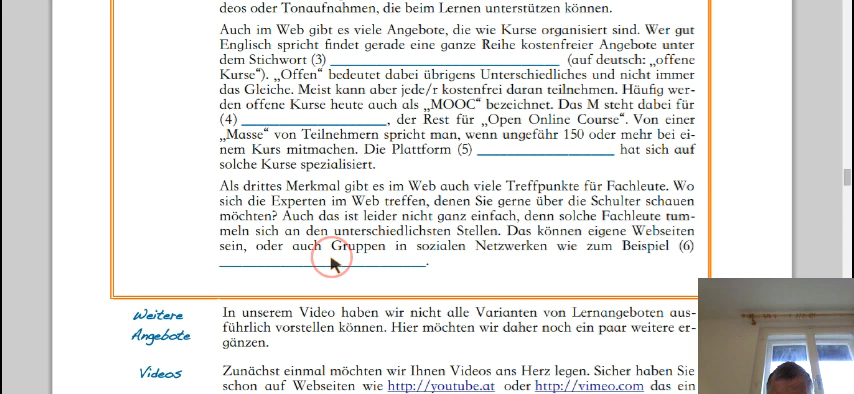 deos oder Tonaufnahmen, die beim Lernen unterstützen können.
Auch im Web gibt es viele Angebote, die wie Kurse organisiert sind. Wer gut
Englisch spricht findet gerade eine ganze Reihe kostenfreier Angebote unter
dem Stichwort (3) ____________________ (auf deutsch: „offene
Kurse“). „Offen“ bedeutet dabei übrigens Unterschiedliches und nicht immer
das Gleiche. Meist kann aber jede/r kostenfrei daran teilnehmen. Häufig wer-
den offene Kurse heute auch als „MOOC“ bezeichnet. Das M steht dabei für
(4) ____________________, der Rest für „Open Online Course“. Von einer
„Masse“ von Teilnehmern spricht man, wenn ungefähr 150 oder mehr bei ei-
nem Kurs mitmachen. Die Plattform (5) ____________________ hat sich auf
solche Kurse spezialisiert.
Als drittes Merkmal gibt es im Web auch viele Treffpunkte für Fachleute. Wo
sich die Experten im Web treffen, denen Sie gerne über die Schulter schauen
möchten? Auch das ist leider nicht ganz einfach, denn solche Fachleute tum-
meln sich an den unterschiedlichsten Stellen. Das können eigene Webseiten
sein, oder auch Gruppen in sozialen Netzwerken wie zum Beispiel (6)
____________________.
Weitere
Angebote
In unserem Video haben wir nicht alle Varianten von Lernangeboten aus-
führlich vorstellen können. Hier möchten wir daher noch ein paar weitere er-
gänzen.
Videos
Zunächst einmal möchten wir Ihnen Videos ans Herz legen. Sicher haben Sie
schon auf Webseiten wie http://youtube.at oder http://vimeo.com das ein